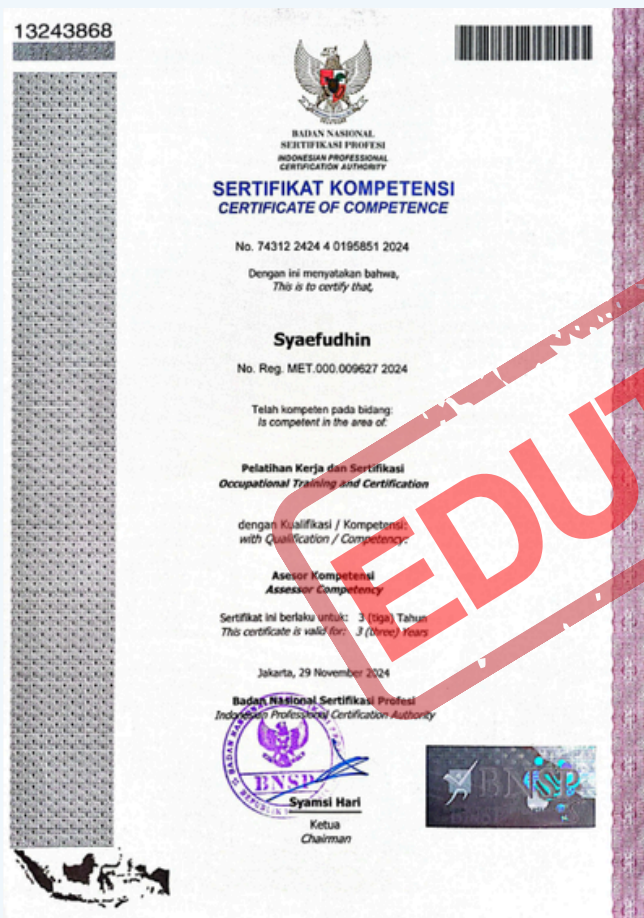 13243868
BADAN NASIONAL
SERTIFIKASI PROFESI
INDONESIAN PROFESSIONAL
CERTIFICATION AUTHORITY
SERTIFIKAT KOMPETENSI
CERTIFICATE OF COMPETENCE
No. 74312 2424 4 0195851 2024
Dengan ini menyatakan bahwa,
This is to certify that,
Syaefudhin
No. Reg. MET.000.009627 2024
Telah kompeten pada bidang:
Is competent in the area of:
Pelatihan Kerja dan Sertifikasi
Occupational Training and Certification
dengan Kualifikasi / Kompetensi:
with Qualification / Competency:
Asesor Kompetensi
Assessor Competency
EDUT
Sertifikat ini berlaku untuk: 3 (tiga) Tahun
This certificate is valid for: 3 (three) Years
Jakarta, 29 November 2024
Badan Nasional Sertifikasi Profesi
Indonesian Professional Certification Authority
BNSP
BNSP
Syamsi Hari
Ketua
Chairman